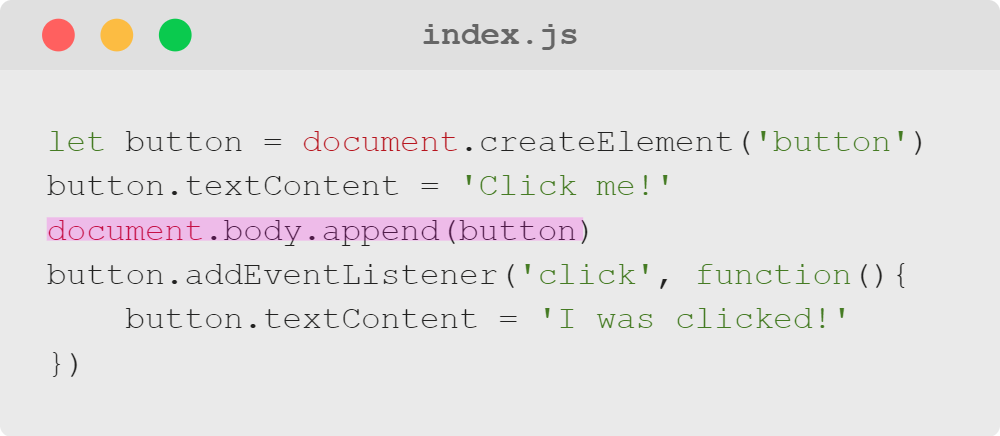 index.js
let button = document.createElement('button')
button.textContent = 'Click me!'
document.body.append(button)
button.addEventListener('click', function(){
    button.textContent = 'I was clicked!'
})